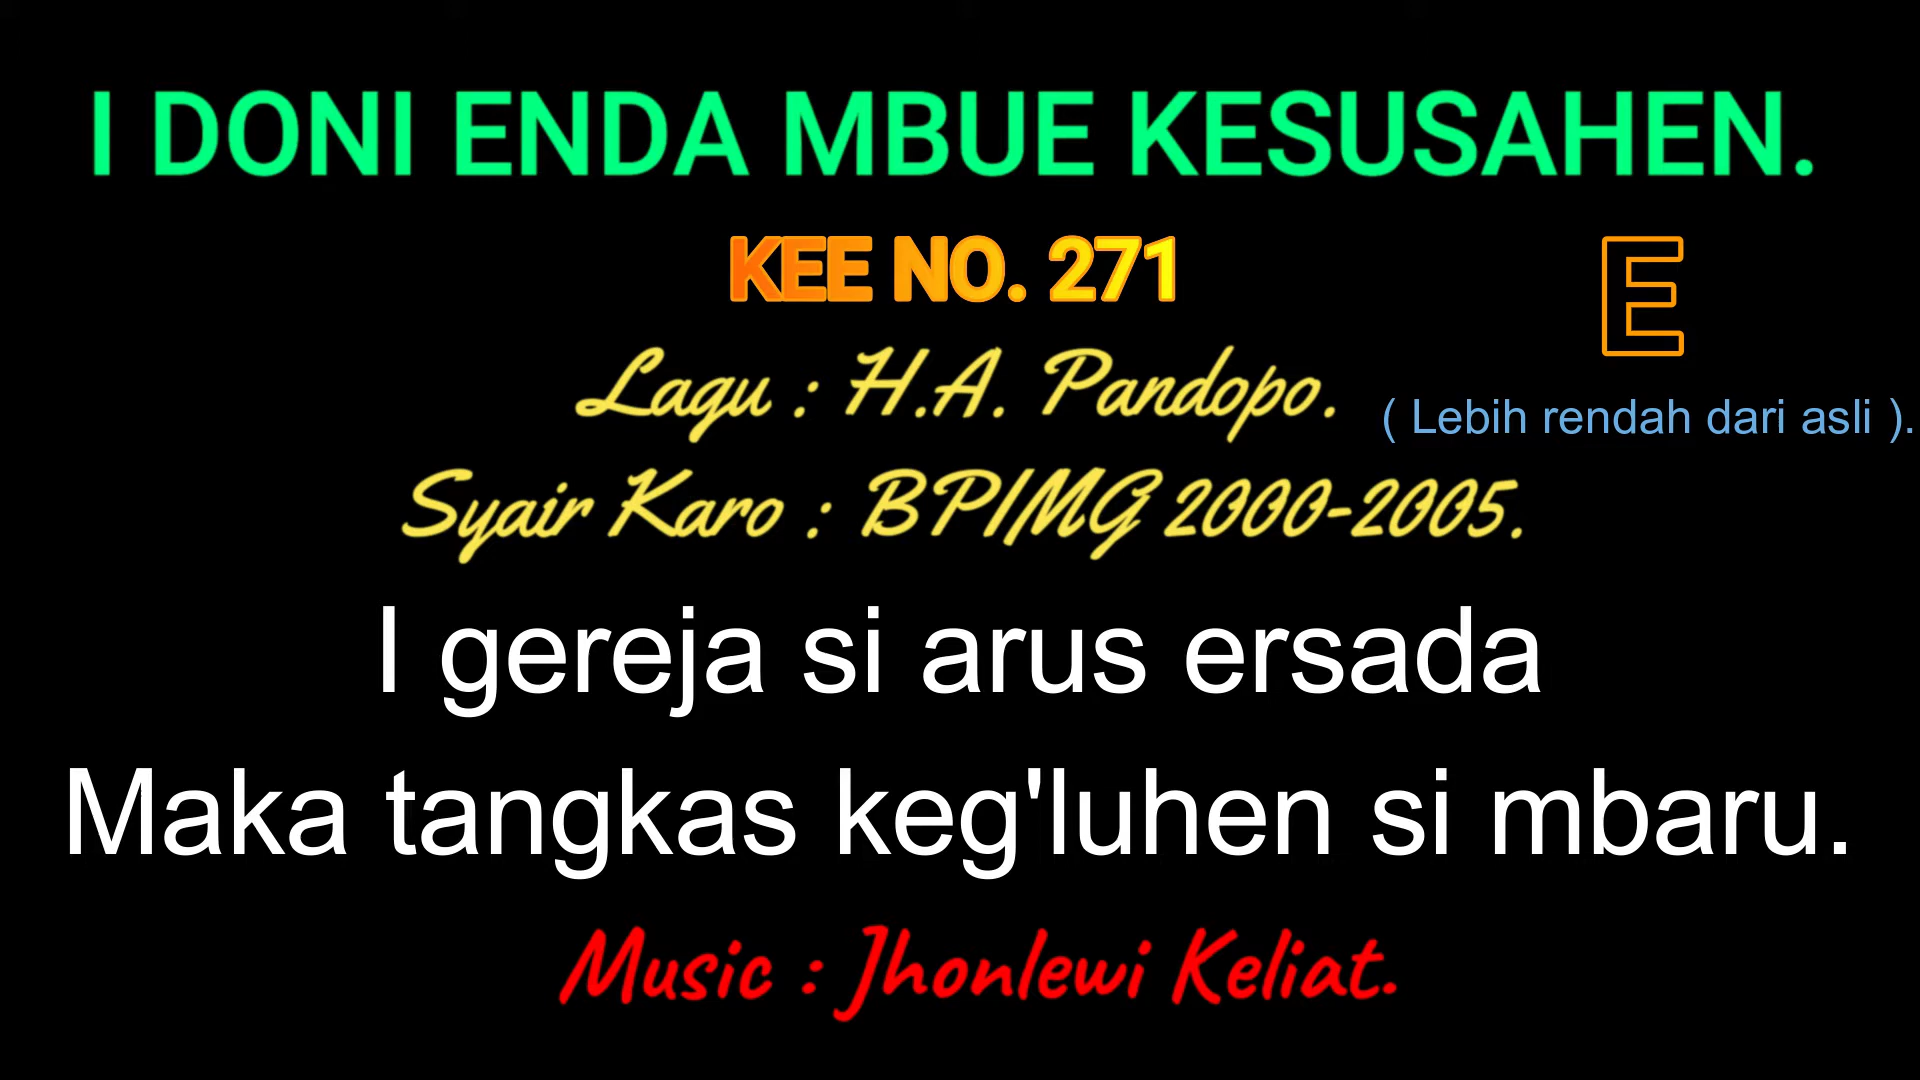 I DONI ENDA MBUE KESUSAHEN.
KEE NO. 271
E
Lagu : H.A. Pandopo.
( Lebih rendah dari asli ).
Syair Karo : BPIMG 2000-2005.
I gereja si arus ersada
Maka tangkas keg'luhen si mbaru.
Music : Jhonlewi Keliat.